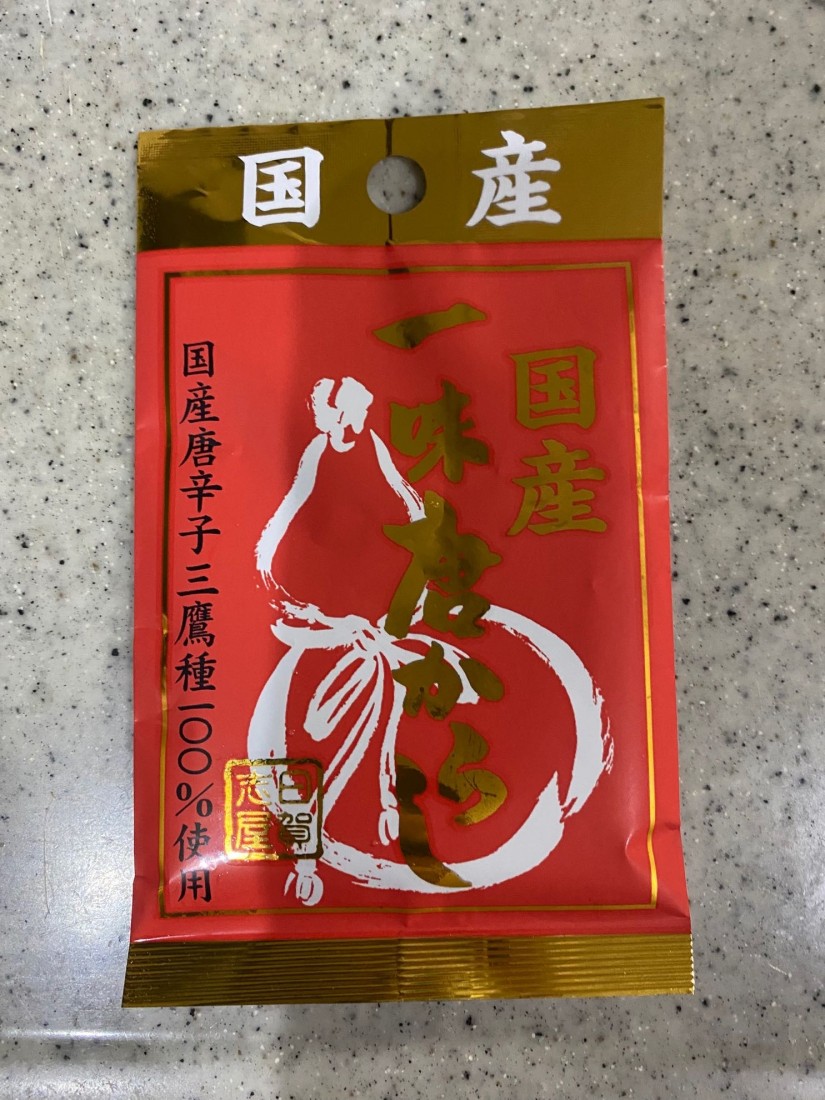 国産
国産
一味唐からし
国産唐辛子三鷹種一〇〇%使用
日賀
志屋